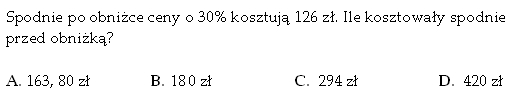 Spodnie po obniżce ceny o 30% kosztują 126 zł. Ile kosztowały spodnie
przed obniżką?
A. 163, 80 zł B. 180 zł C. 294 zł D. 420 zł